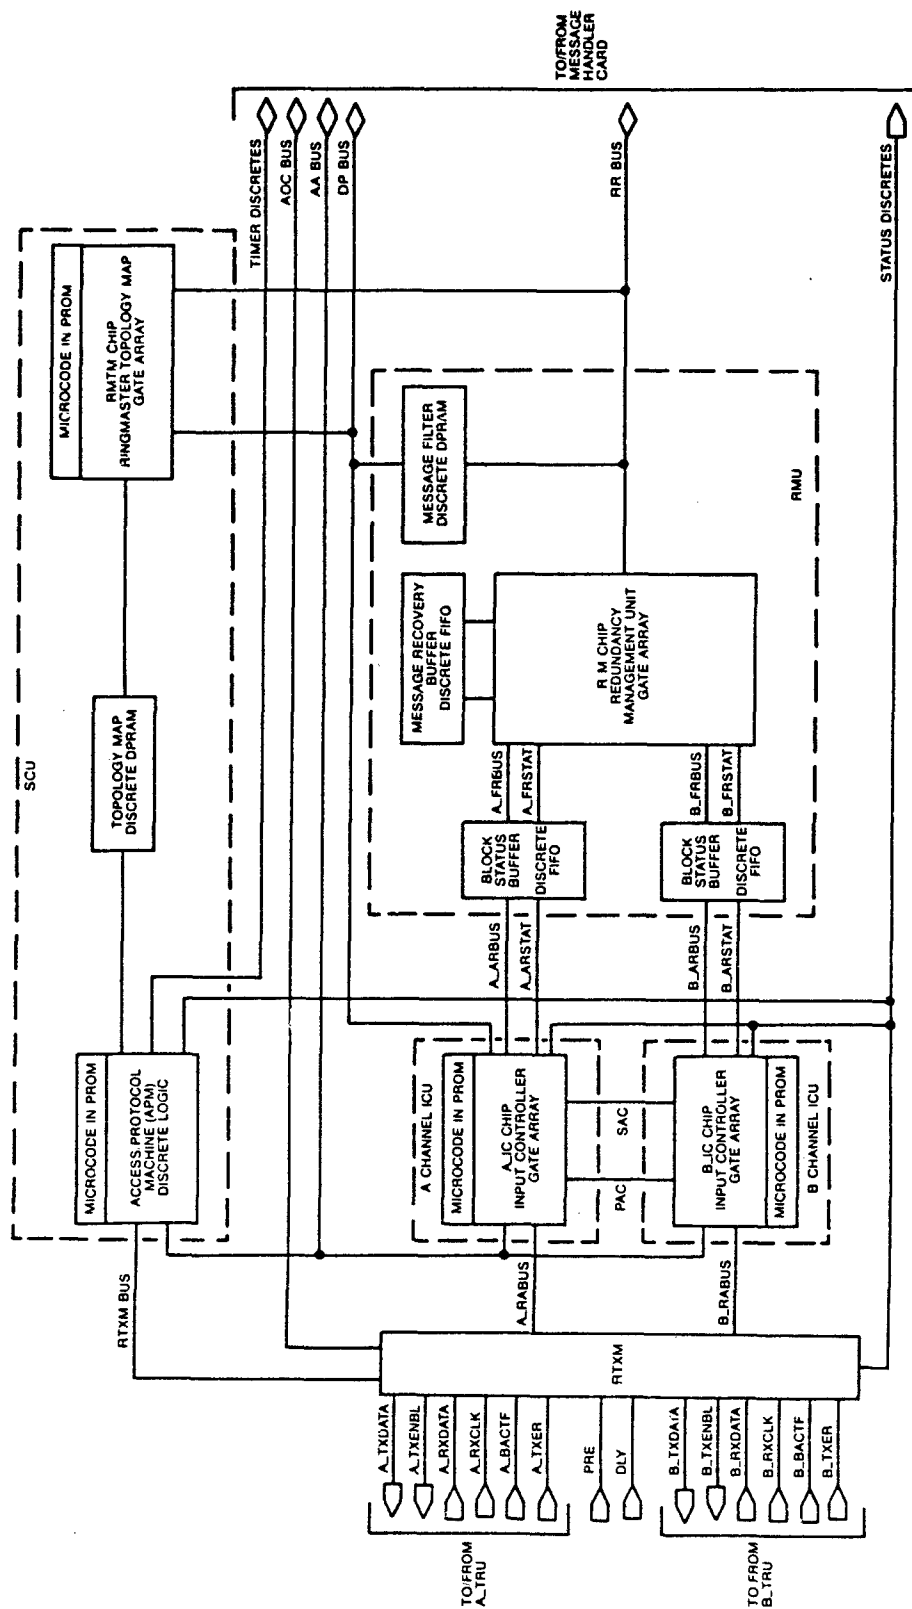 SCU
MICROCODE IN PROM
ACCESS PROTOCOL
MACHINE (APM)
DISCRETE LOGIC
TOPOLOGY MAP
DISCRETE DPRAM
MICROCODE IN PROM
RMTM CHIP
RINGMASTER TOPOLOGY MAP
GATE ARRAY
RTXM BUS
TIMER DISCRETES
AOC BUS
AA BUS
DP BUS
TO/FROM
MESSAGE
HANDLER
CARD
A CHANNEL ICU
MICROCODE IN PROM
A_IC CHIP
INPUT CONTROLLER
GATE ARRAY
A_RABUS
A_ARBUS
A_ARSTAT
BLOCK
STATUS
BUFFER
DISCRETE
FIFO
A_FRBUS
A_FRSTAT
MESSAGE RECOVERY
BUFFER
DISCRETE FIFO
MESSAGE FILTER
DISCRETE DPRAM
R M CHIP
REDUNDANCY
MANAGEMENT UNIT
GATE ARRAY
RR BUS
RMU
PAC
SAC
B_IC CHIP
INPUT CONTROLLER
GATE ARRAY
MICROCODE IN PROM
B CHANNEL ICU
B_RABUS
B_ARBUS
B_ARSTAT
BLOCK
STATUS
BUFFER
DISCRETE
FIFO
B_FRBUS
B_FRSTAT
STATUS DISCRETES
RTXM
TO/FROM
A_TRU
A_TXDATA
A_TXENBL
A_RXDATA
A_RXCLK
A_BACTF
A_TXER
PRE
DLY
TO FROM
B_TRU
B_TXDATA
B_TXENBL
B_RXDATA
B_RXCLK
B_BACTF
B_TXER